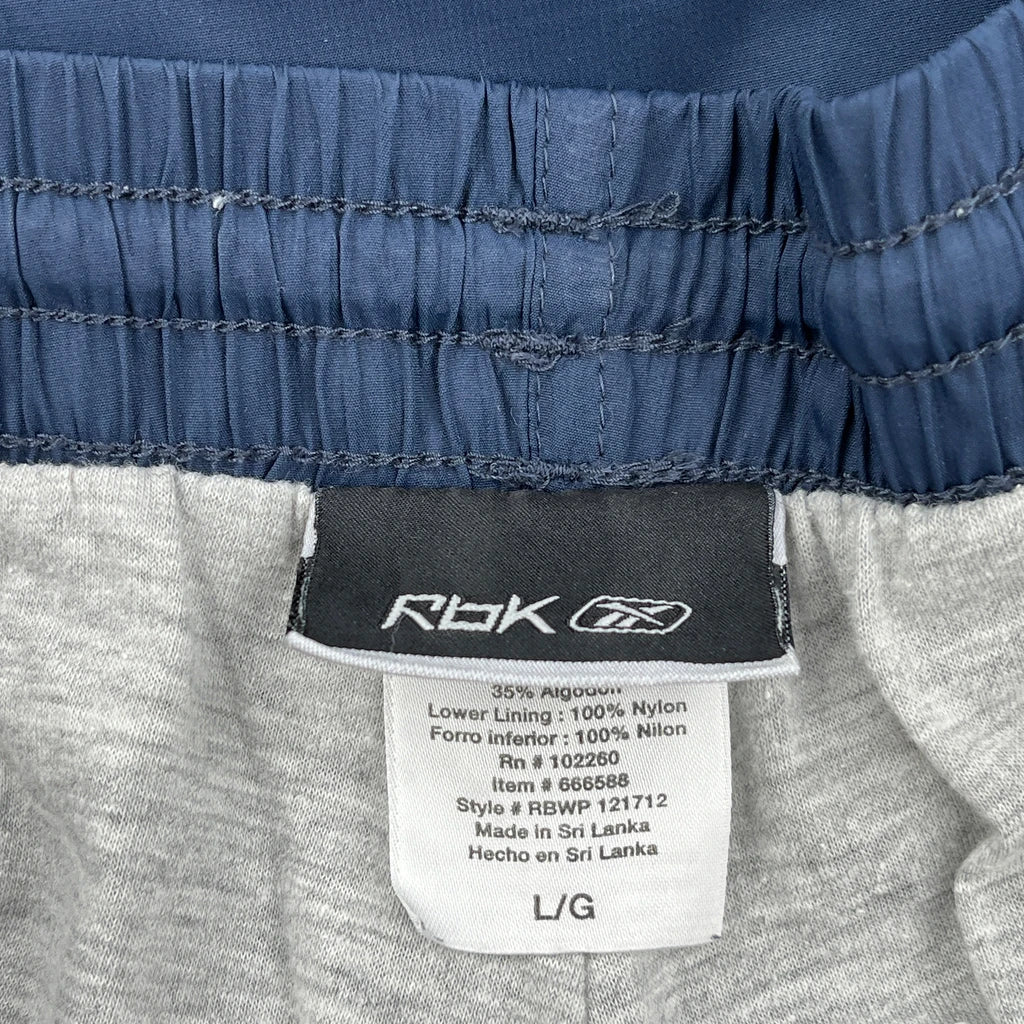 RbK
35% Algodon
Lower Lining : 100% Nylon
Forro inferior : 100% Nilon
Rn # 102260
Item # 666588
Style # RBWP 121712
Made in Sri Lanka
Hecho en Sri Lanka
L/G